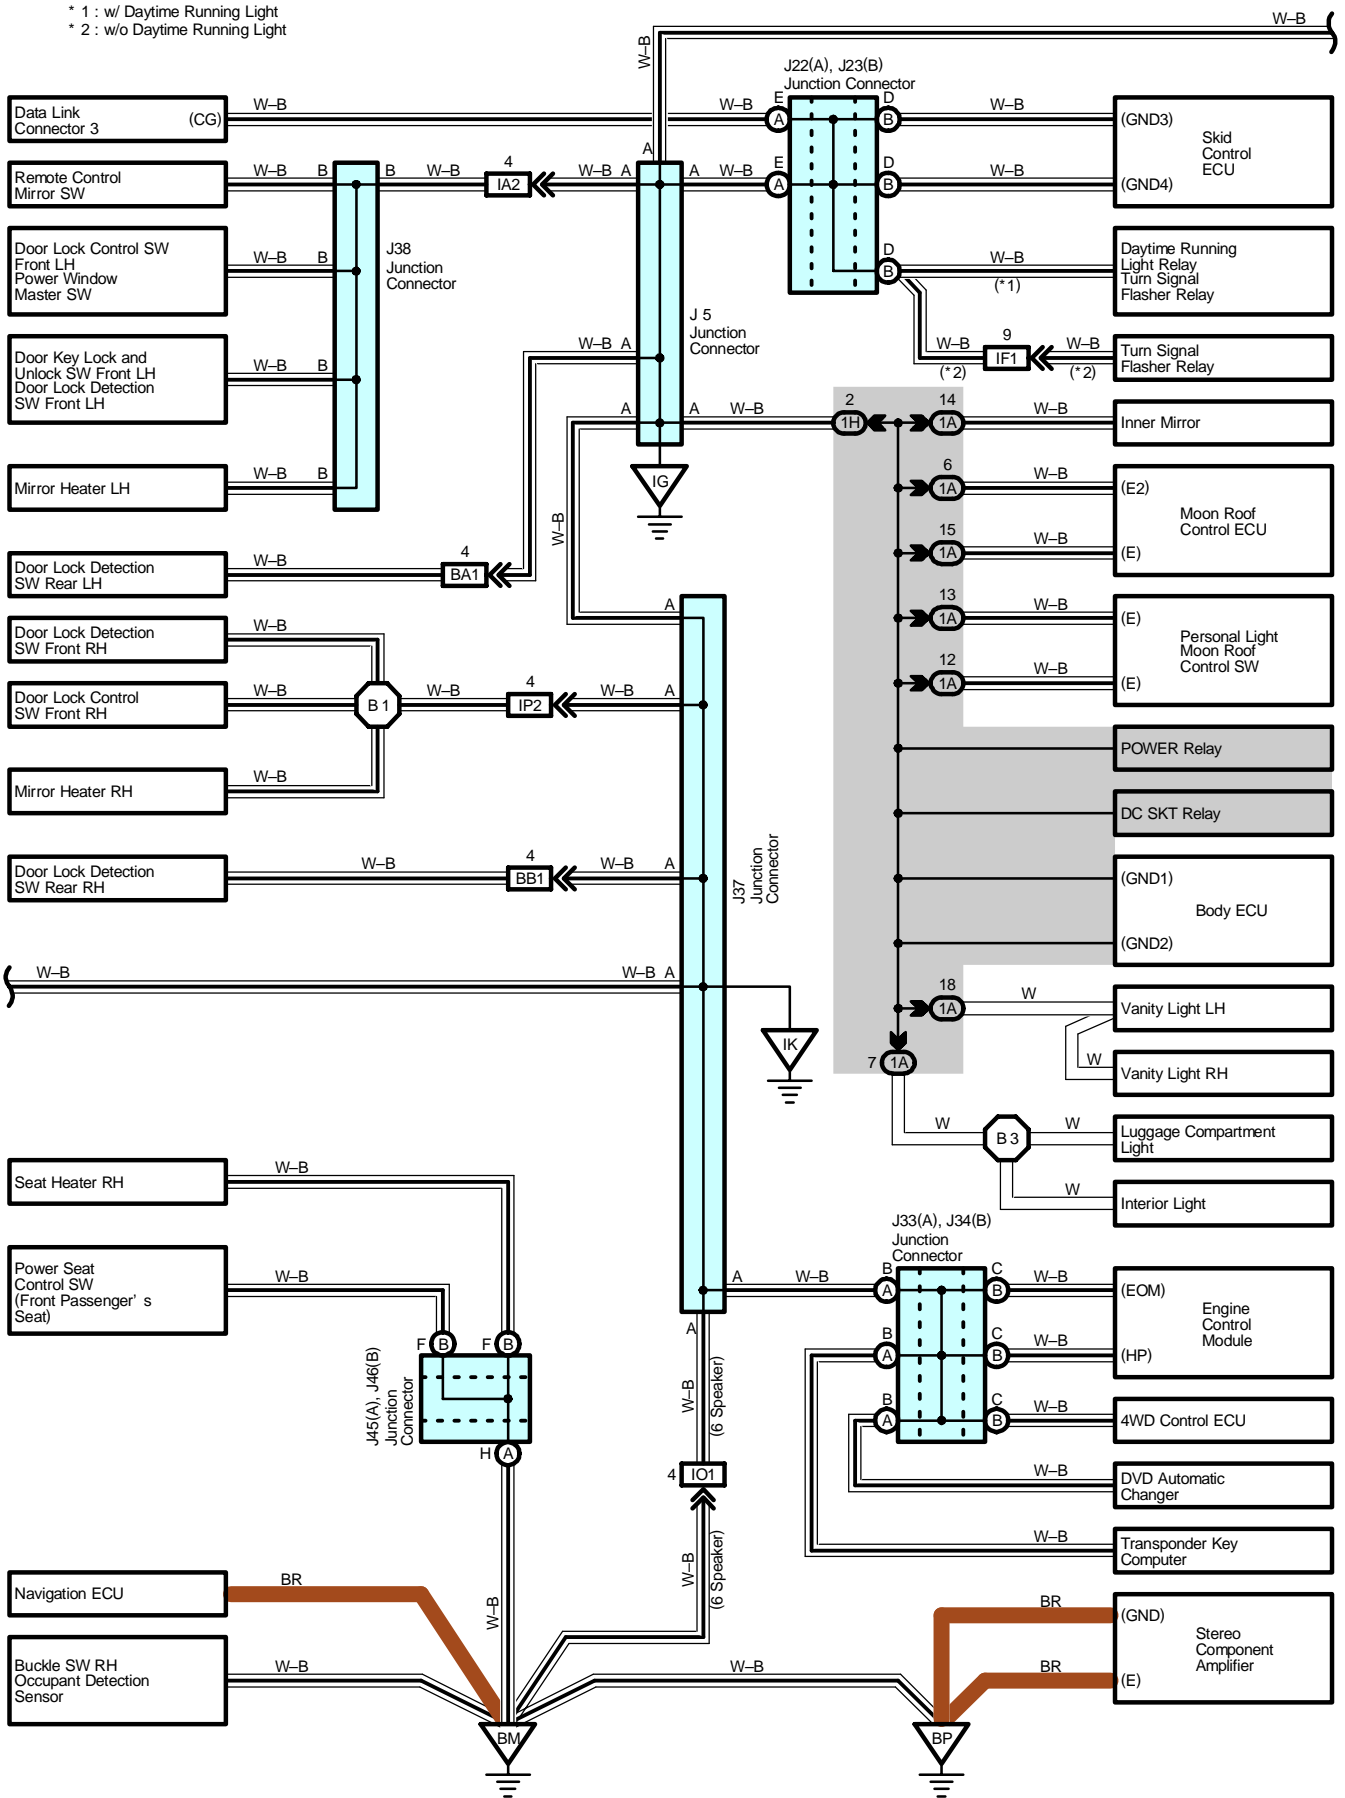 * 1 : w/ Daytime Running Light
* 2 : w/o Daytime Running Light
W–B
W–B
J22(A), J23(B)
Junction Connector
Data Link
Connector 3
(CG)
W–B
W–B
E
A
D
B
W–B
(GND3)
Skid
Control
ECU
Remote Control
Mirror SW
W–B
B
B
W–B
4
IA2
W–B
A
A
A
W–B
E
A
D
B
W–B
(GND4)
Door Lock Control SW
Front LH
Power Window
Master SW
W–B
B
J38
Junction
Connector
D
B
W–B
(*1)
Daytime Running
Light Relay
Turn Signal
Flasher Relay
J 5
Junction
Connector
Door Key Lock and
Unlock SW Front LH
Door Lock Detection
SW Front LH
W–B
B
W–B
A
W–B
(*2)
9
IF1
W–B
(*2)
Turn Signal
Flasher Relay
A
A
W–B
2
1H
14
1A
W–B
Inner Mirror
Mirror Heater LH
W–B
B
IG
6
1A
W–B
(E2)
Moon Roof
Control ECU
W–B
15
1A
W–B
(E)
Door Lock Detection
SW Rear LH
W–B
4
BA1
Door Lock Detection
SW Front RH
W–B
A
13
1A
W–B
(E)
Personal Light
Moon Roof
Control SW
Door Lock Control
SW Front RH
W–B
B 1
W–B
4
IP2
W–B
A
12
1A
W–B
(E)
Mirror Heater RH
W–B
POWER Relay
DC SKT Relay
Door Lock Detection
SW Rear RH
W–B
4
BB1
W–B
A
J37
Junction
Connector
(GND1)
Body ECU
(GND2)
W–B
W–B
A
IK
18
1A
W
Vanity Light LH
7
1A
W
Vanity Light RH
W
B 3
W
Luggage Compartment
Light
W
Interior Light
Seat Heater RH
W–B
J33(A), J34(B)
Junction
Connector
Power Seat
Control SW
(Front Passenger' s
Seat)
W–B
A
W–B
B
A
C
B
W–B
(EOM)
Engine
Control
Module
A
B
A
C
B
W–B
(HP)
F
B
F
B
J45(A), J46(B)
Junction
Connector
H
A
W–B
(6 Speaker)
B
A
C
B
W–B
4WD Control ECU
4
IO1
W–B
DVD Automatic
Changer
W–B
(6 Speaker)
W–B
Transponder Key
Computer
Navigation ECU
BR
W–B
BR
(GND)
Stereo
Component
Amplifier
Buckle SW RH
Occupant Detection
Sensor
W–B
W–B
BR
(E)
BM
BP